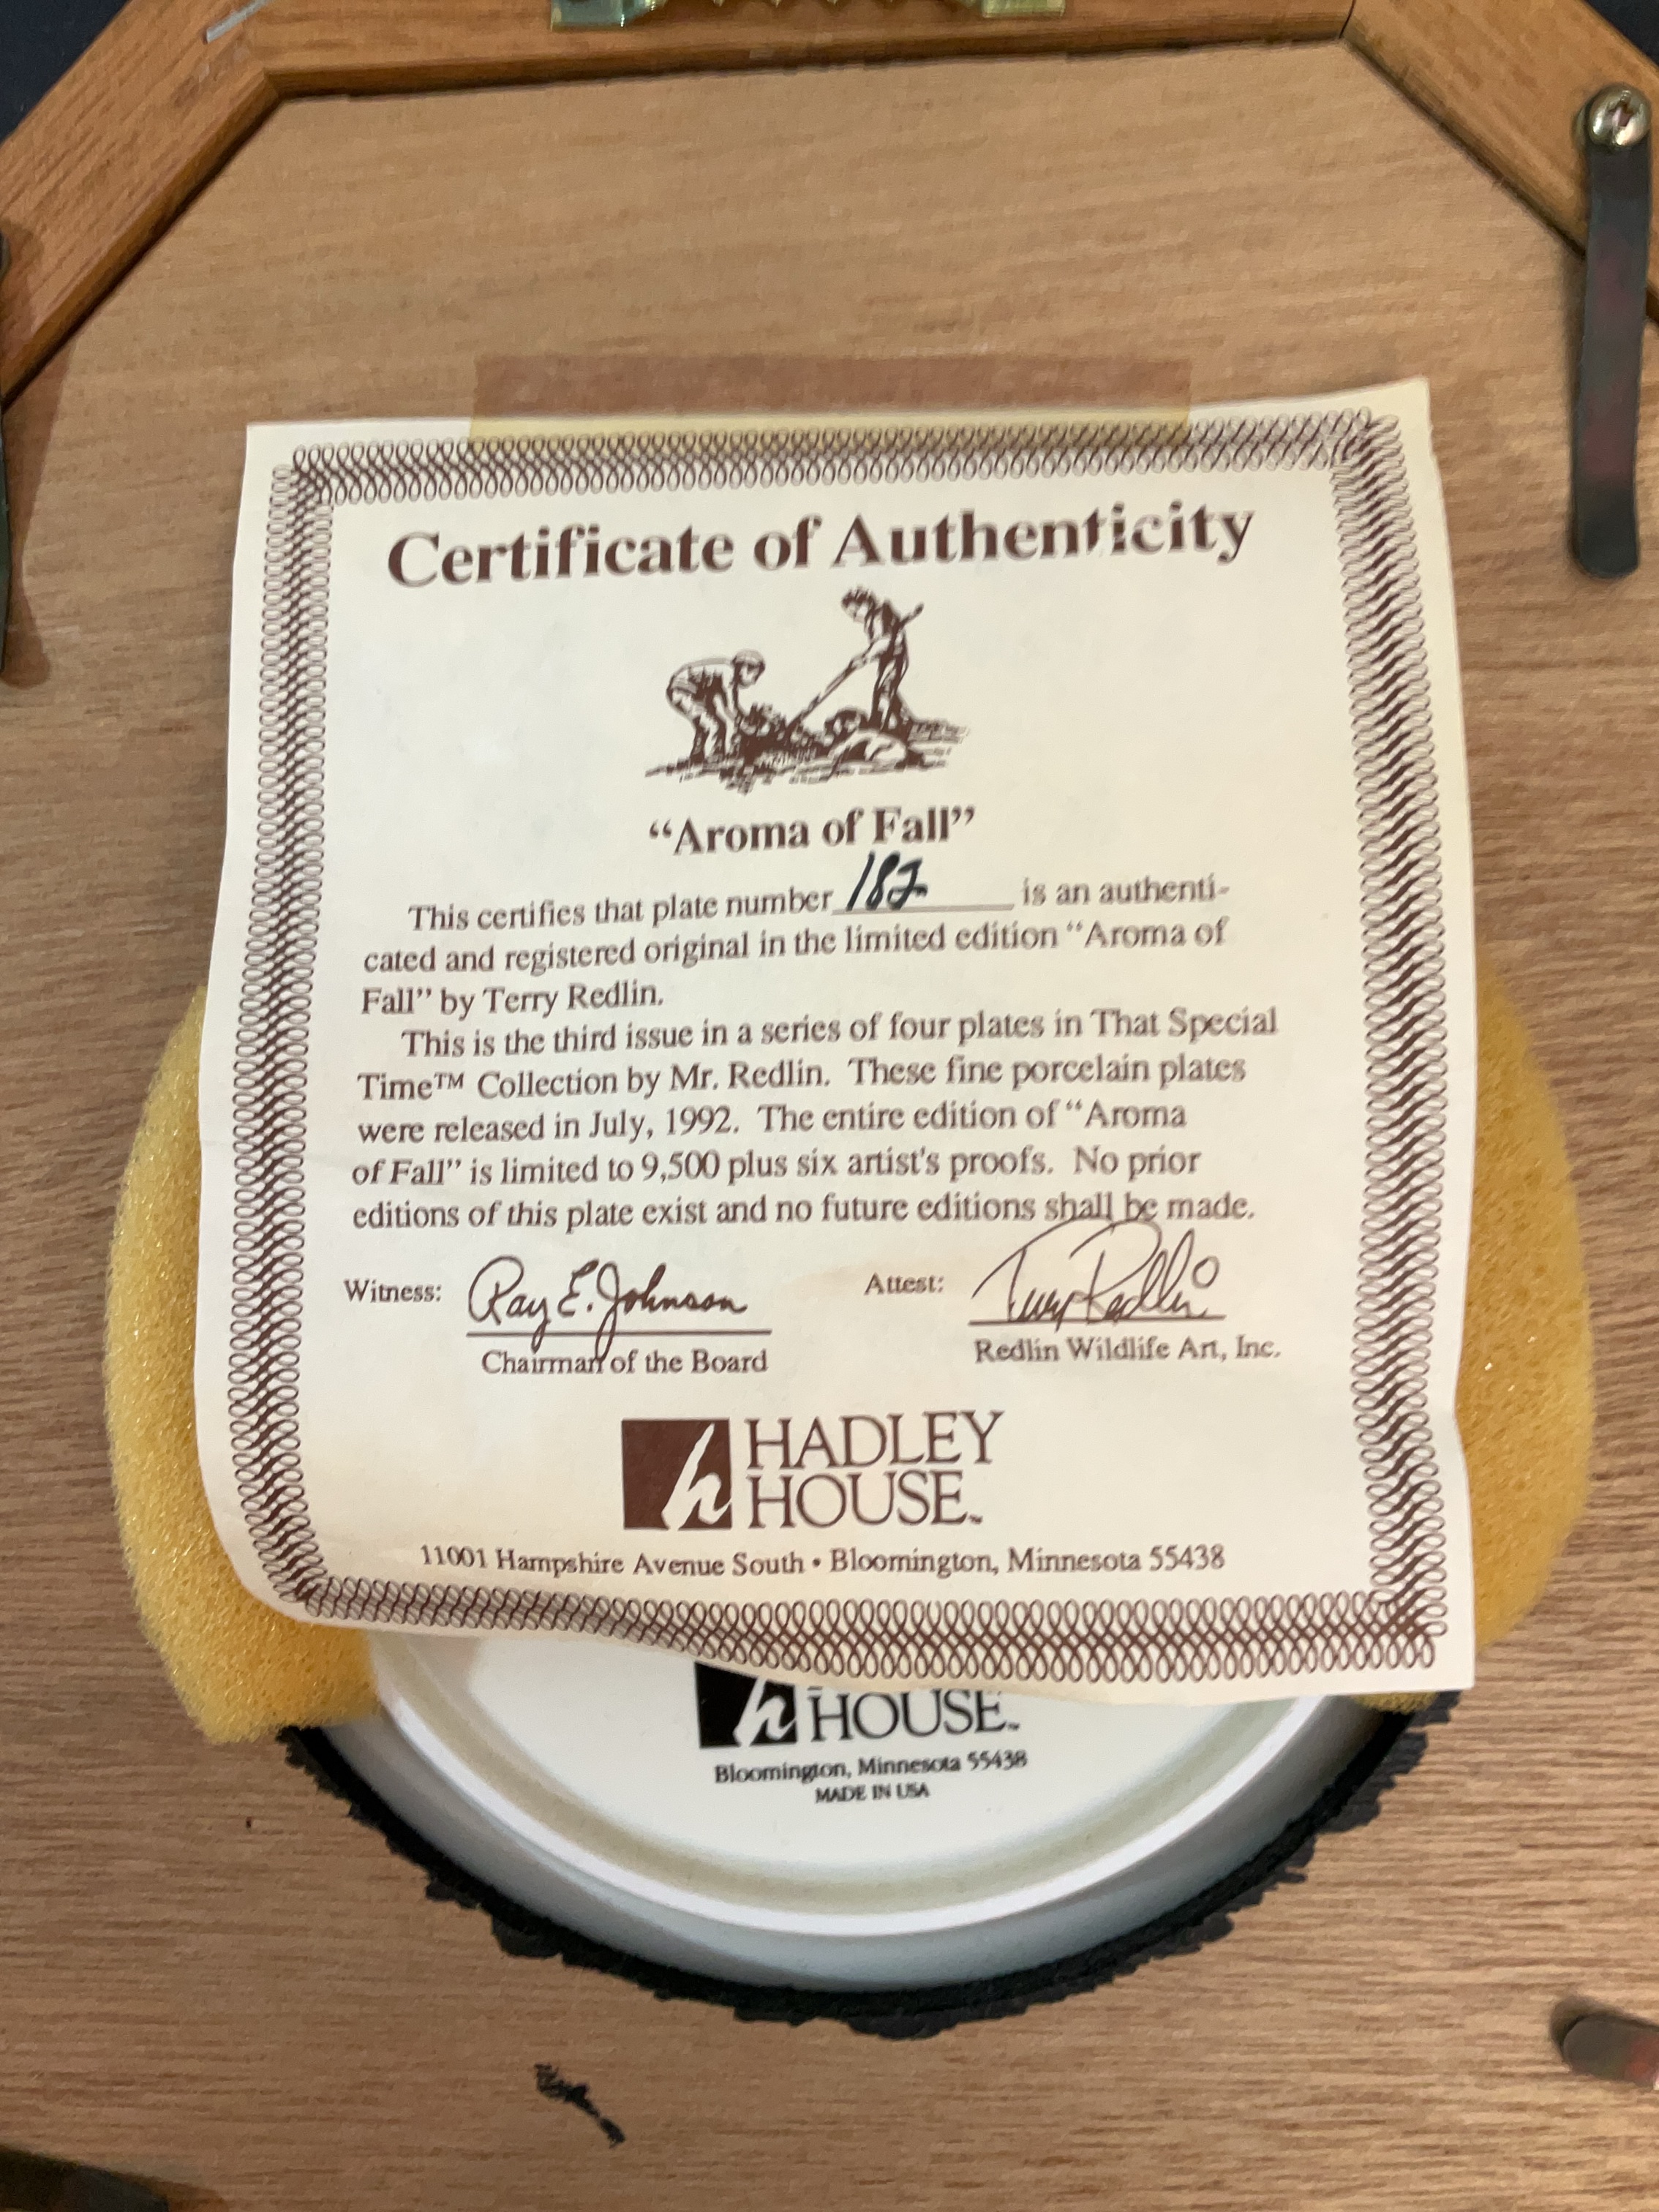 Certificate of Authenticity
“Aroma of Fall”
This certifies that plate number 182 is an authenti-
cated and registered original in the limited edition “Aroma of
Fall” by Terry Redlin.
This is the third issue in a series of four plates in That Special
Time™ Collection by Mr. Redlin. These fine porcelain plates
were released in July, 1992. The entire edition of “Aroma
of Fall” is limited to 9,500 plus six artist's proofs. No prior
editions of this plate exist and no future editions shall be made.
Witness: Ray E. Johnson
Chairman of the Board
Attest: Terry Redlin
Redlin Wildlife Art, Inc.
h HADLEY
HOUSE™
11001 Hampshire Avenue South • Bloomington, Minnesota 55438
h HOUSE™
Bloomington, Minnesota 55438
MADE IN USA